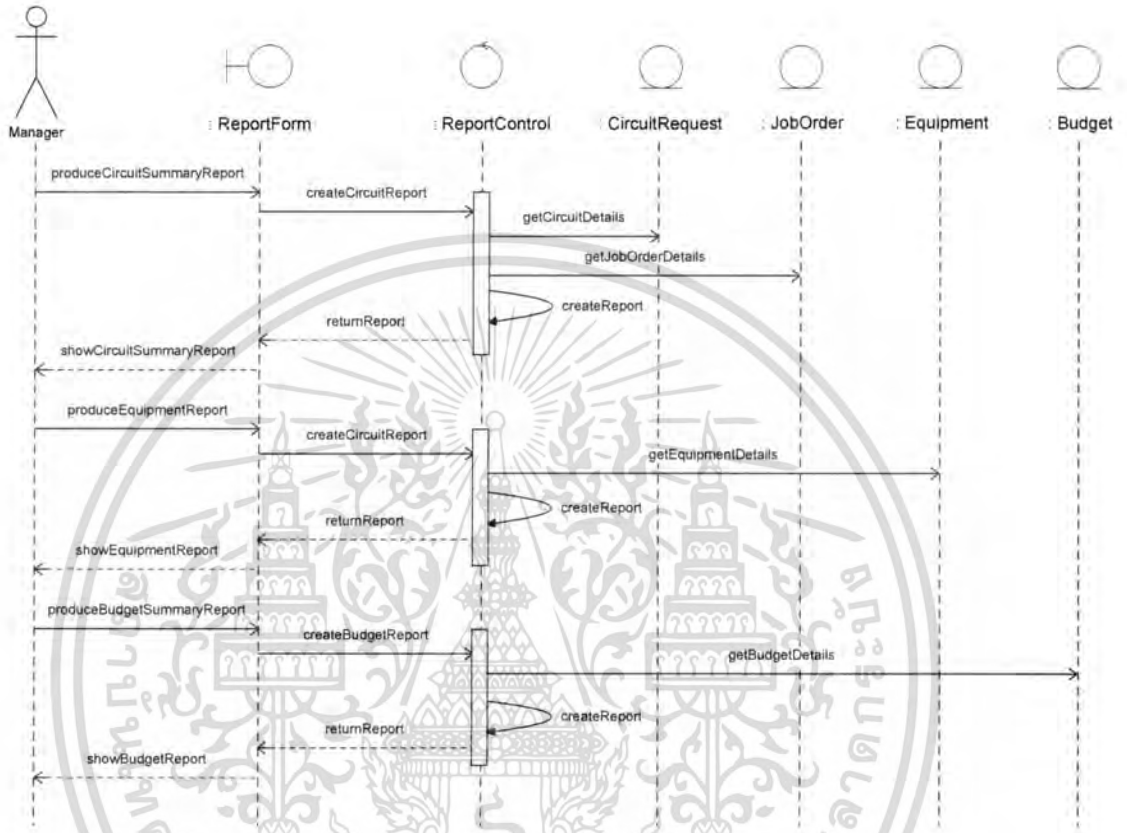 Manager
: ReportForm
: ReportControl
: CircuitRequest
: JobOrder
: Equipment
: Budget
produceCircuitSummaryReport
createCircuitReport
getCircuitDetails
getJobOrderDetails
createReport
returnReport
showCircuitSummaryReport
produceEquipmentReport
createCircuitReport
getEquipmentDetails
createReport
returnReport
showEquipmentReport
produceBudgetSummaryReport
createBudgetReport
getBudgetDetails
createReport
returnReport
showBudgetReport